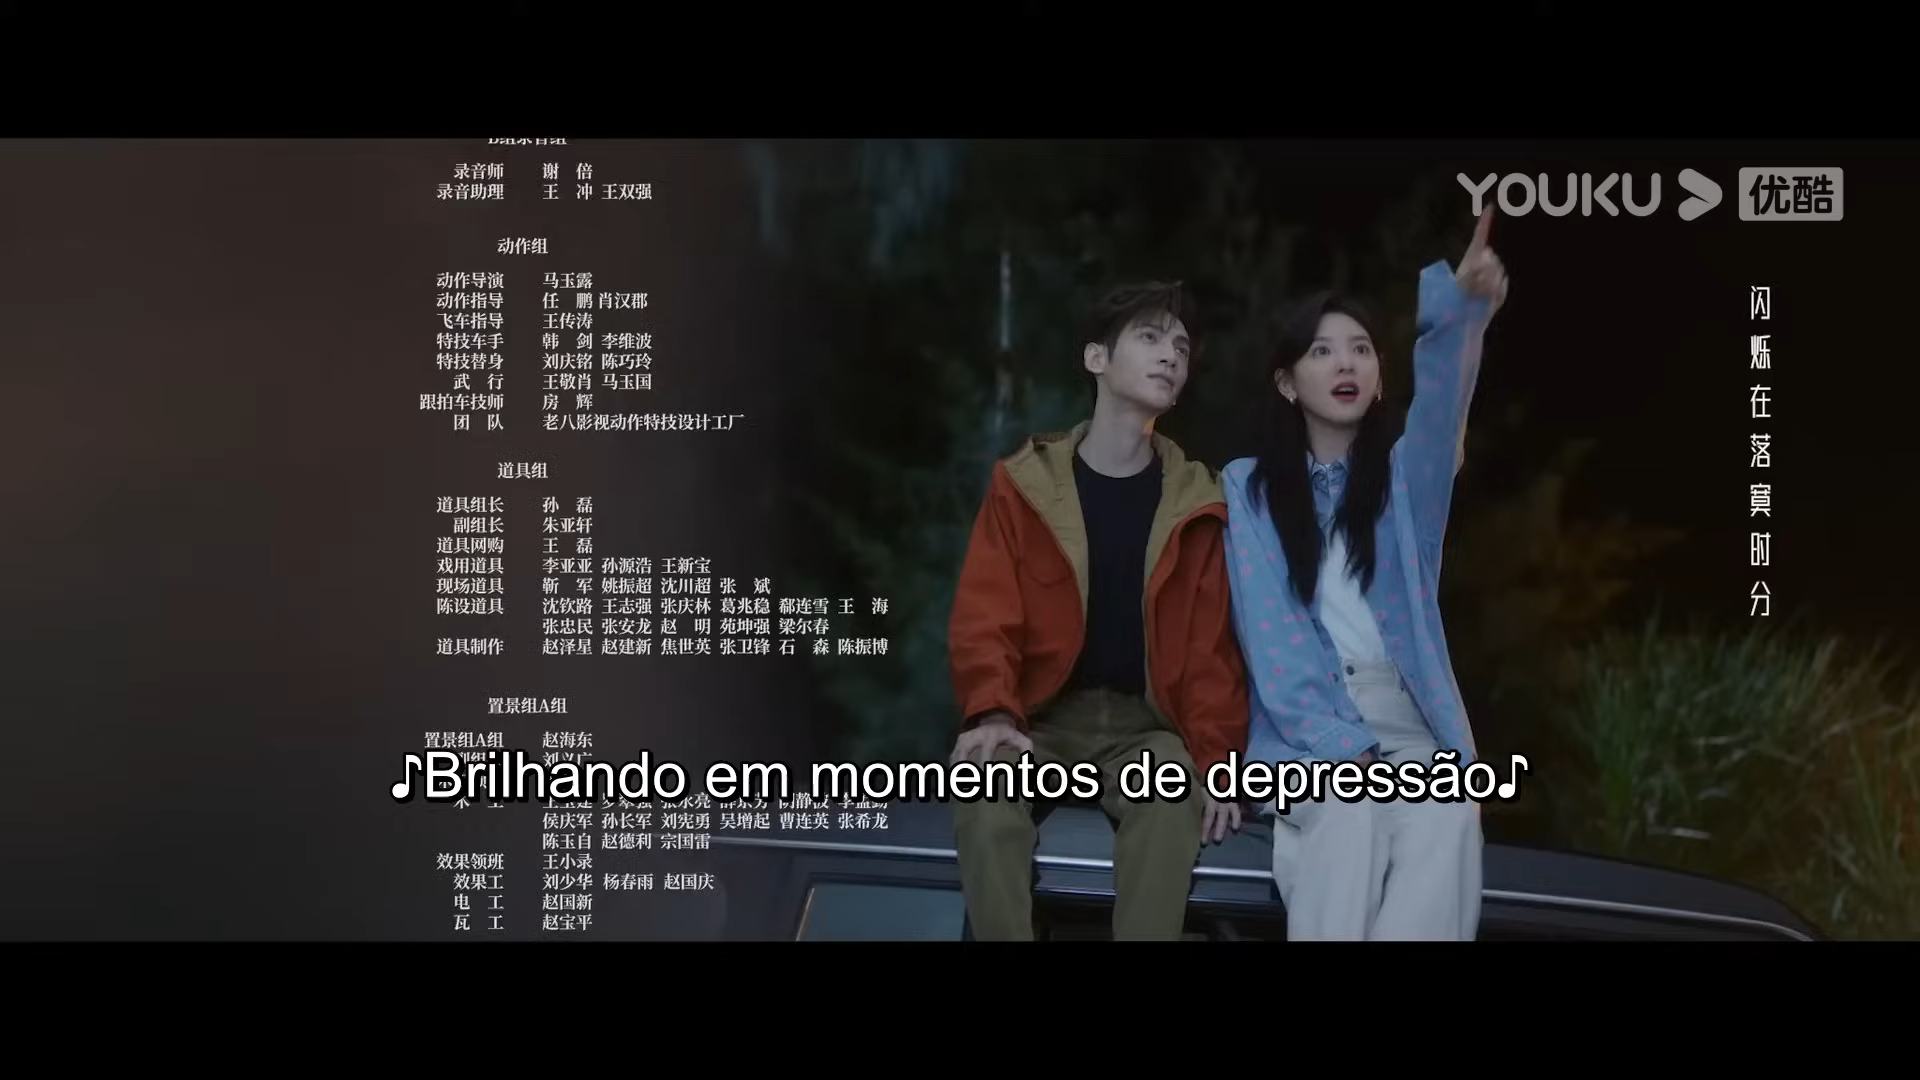 录音师 谢 倍
录音助理 王 冲 王双强
动作组
动作导演 马玉露
动作指导 任 鹏 肖汉郡
飞车指导 王传涛
特技车手 韩 剑 李维波
特技替身 刘庆铭 陈巧玲
武 行 王敬肖 马玉国
跟拍车技师 房 辉
团 队 老八影视动作特技设计工厂
道具组
道具组长 孙 磊
副组长 朱亚轩
道具网购 王 磊
戏用道具 李亚亚 孙源浩 王新宝
现场道具 靳 军 姚振超 沈川超 张 斌
陈设道具 沈钦路 王志强 张庆林 葛兆稳 郗连雪 王 海
张忠民 张安龙 赵 明 苑坤强 梁尔春
道具制作 赵泽星 赵建新 焦世英 张卫锋 石 森 陈振博
置景组A组
置景组A组 赵海东
侯庆军 孙长军 刘宪勇 吴增起 曹连英 张希龙
陈玉自 赵德利 宗国雷
效果领班 王小录
效果工 刘少华 杨春雨 赵国庆
电 工 赵国新
瓦 工 赵宝平
♪Brilhando em momentos de depressão♪
YOUKU 优酷
闪烁在落寞时分